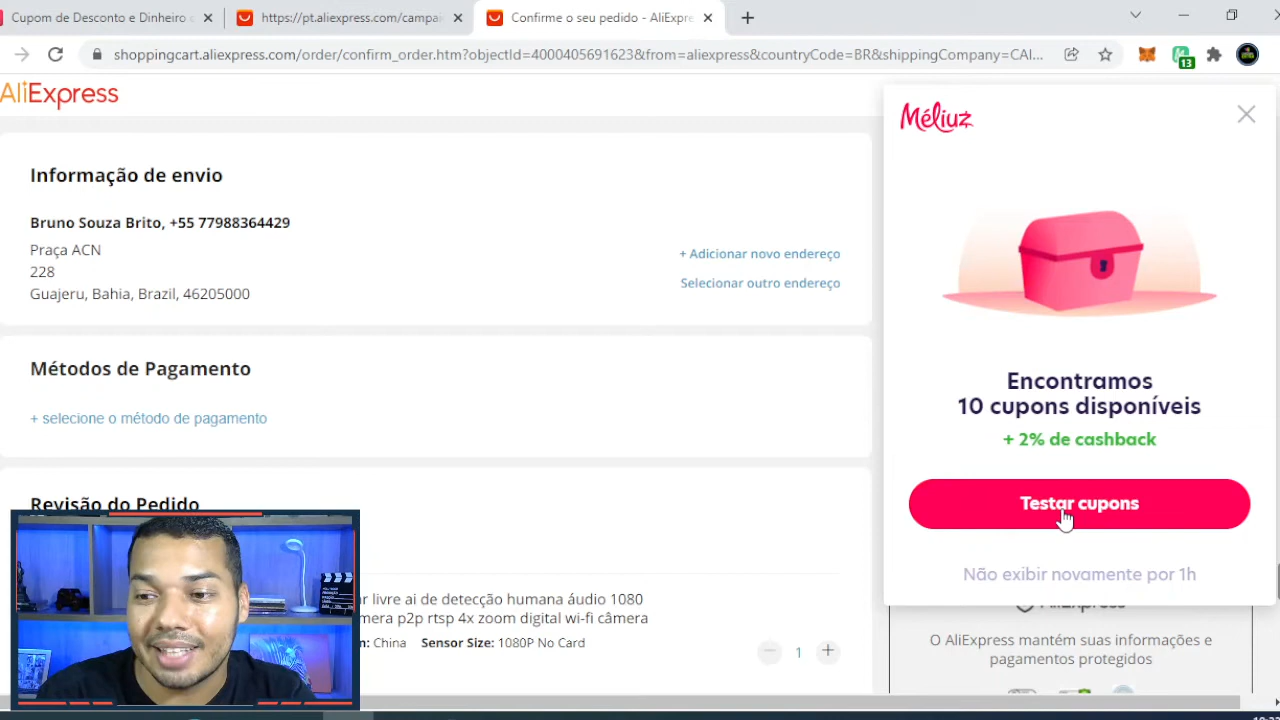 Cupom de Desconto e Dinheiro d
https://pt.aliexpress.com/campai
Confirme o seu pedido - AliExpre
shoppingcart.aliexpress.com/order/confirm_order.htm?objectId=4000405691623&from=aliexpress&countryCode=BR&shippingCompany=CAI...
13
AliExpress
Méliuz
Informação de envio
Bruno Souza Brito, +55 77988364429
Praça ACN
228
Guajeru, Bahia, Brazil, 46205000
+ Adicionar novo endereço
Selecionar outro endereço
Métodos de Pagamento
+ selecione o método de pagamento
Encontramos
10 cupons disponíveis
+ 2% de cashback
Testar cupons
Não exibir novamente por 1h
Revisão do Pedido
ar livre ai de detecção humana áudio 1080
mera p2p rtsp 4x zoom digital wi-fi câmera
China Sensor Size: 1080P No Card
1
AliExpress
O AliExpress mantém suas informações e
pagamentos protegidos